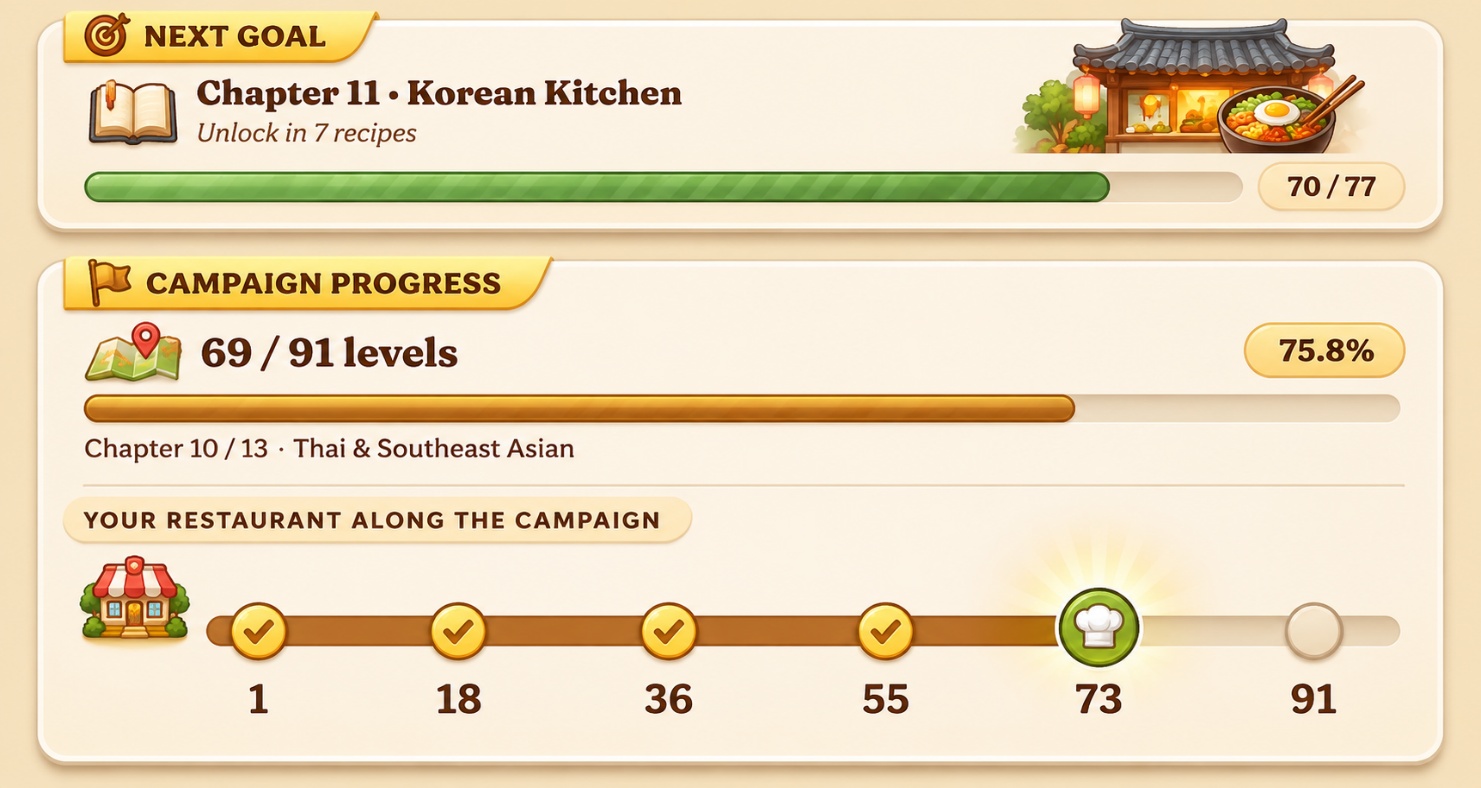 NEXT GOAL
Chapter 11 • Korean Kitchen
Unlock in 7 recipes
70 / 77
CAMPAIGN PROGRESS
69 / 91 levels
75.8%
Chapter 10 / 13 · Thai & Southeast Asian
YOUR RESTAURANT ALONG THE CAMPAIGN
1 18 36 55 73 91